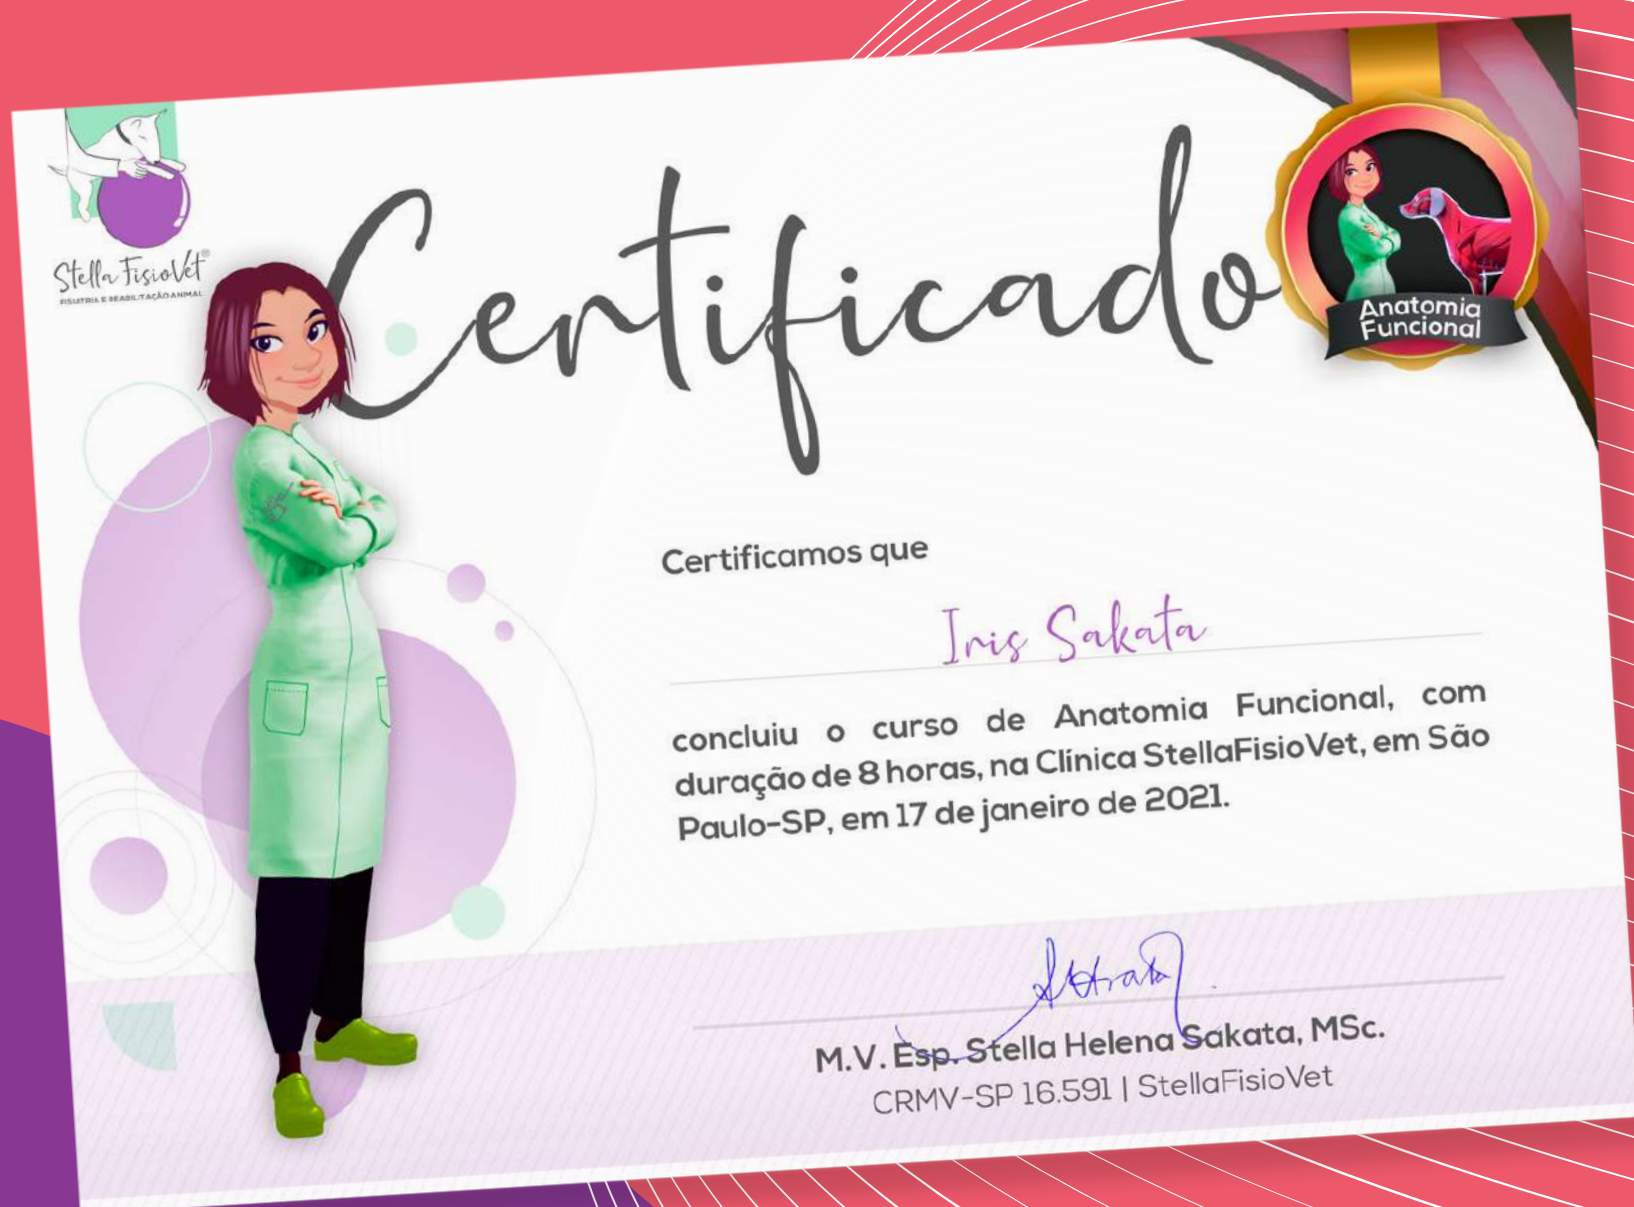 Stella FisioVet®
FISIATRIA E REABILITAÇÃO ANIMAL
Certificado
Anatomia
Funcional
Certificamos que
Iris Sakata
concluiu o curso de Anatomia Funcional, com
duração de 8 horas, na Clínica StellaFisioVet, em São
Paulo-SP, em 17 de janeiro de 2021.
M.V. Esp. Stella Helena Sakata, MSc.
CRMV-SP 16.591 | StellaFisioVet